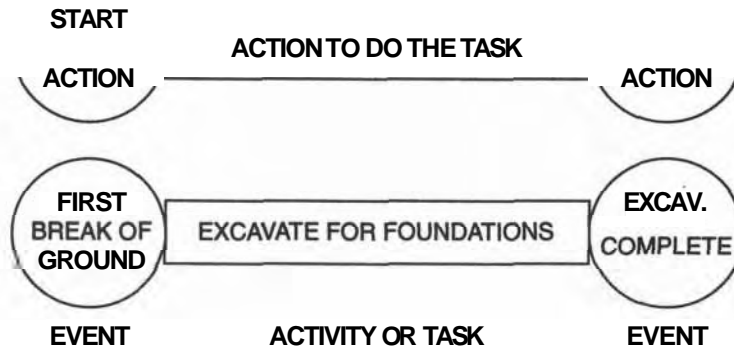 START
ACTION TO DO THE TASK
ACTION ACTION
FIRST
BREAK OF
GROUND
EXCAVATE FOR FOUNDATIONS
EXCAV.
COMPLETE
EVENT ACTIVITY OR TASK EVENT